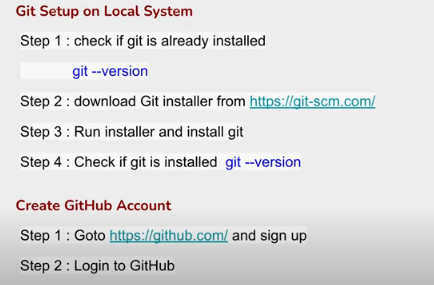 Git Setup on Local System
Step 1 : check if git is already installed
git --version
Step 2 : download Git installer from https://git-scm.com/
Step 3 : Run installer and install git
Step 4 : Check if git is installed git --version
Create GitHub Account
Step 1 : Goto https://github.com/ and sign up
Step 2 : Login to GitHub